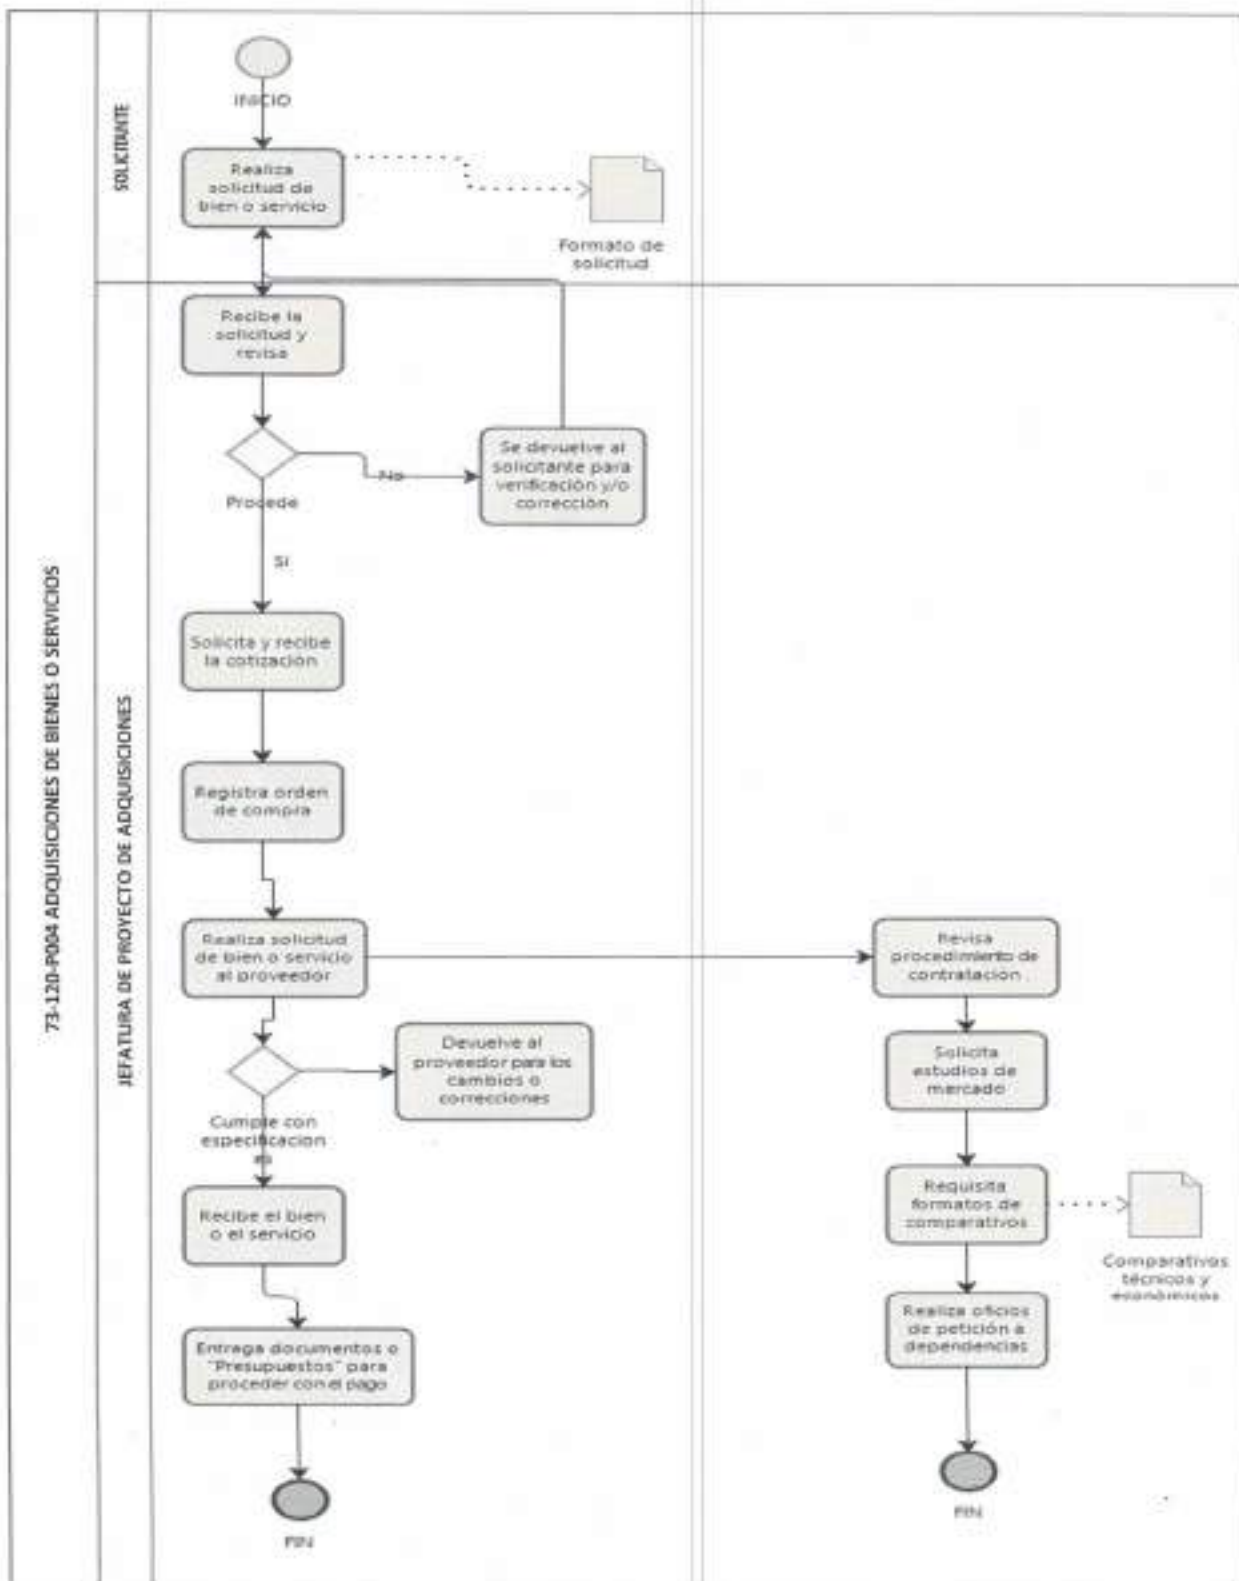 73-120-P004 ADQUISICIONES DE BIENES O SERVICIOS
SOLICITANTE
INICIO
Realiza
solicitud de
bien o servicio
Formato de
solicitud
JEFATURA DE PROYECTO DE ADQUISICIONES
Recibe la
solicitud y
revisa
Procede
No
Se devuelve al
solicitante para
verificación y/o
corrección
Si
Solicita y recibe
la cotización
Registra orden
de compra
Realiza solicitud
de bien o servicio
al proveedor
Cumple con
especificacion
es
Devuelve al
proveedor para los
cambios o
correcciones
Recibe el bien
o el servicio
Entrega documentos o
"Presupuestos" para
proceder con el pago
FIN
Revisa
procedimiento de
contratación
Solicita
estudios de
mercado
Requisita
formatos de
comparativos
Comparativos
técnicos y
económicos
Realiza oficios
de petición a
dependencias
FIN